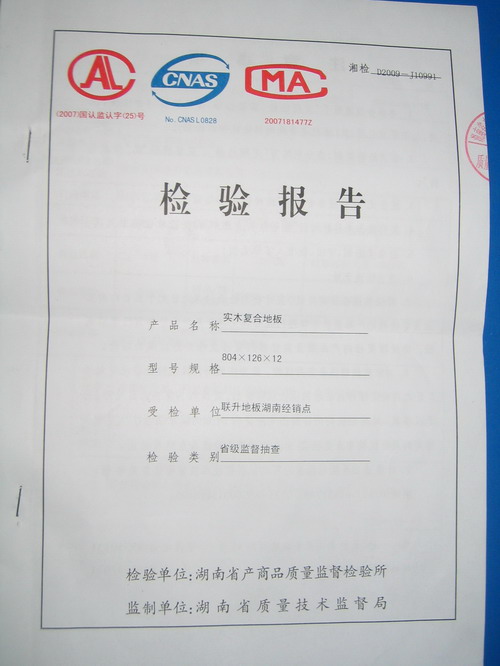 AL
CNAS
CMA
湘检 D2009—J10991
(2007)国认监认字(25)号
No. CNAS L0828
2007181477Z
检验报告
产品名称 实木复合地板
型号规格 804×126×12
受检单位 联升地板湖南经销点
检验类别 省级监督抽查
检验单位:湖南省产商品质量监督检验所
监制单位:湖南省质量技术监督局